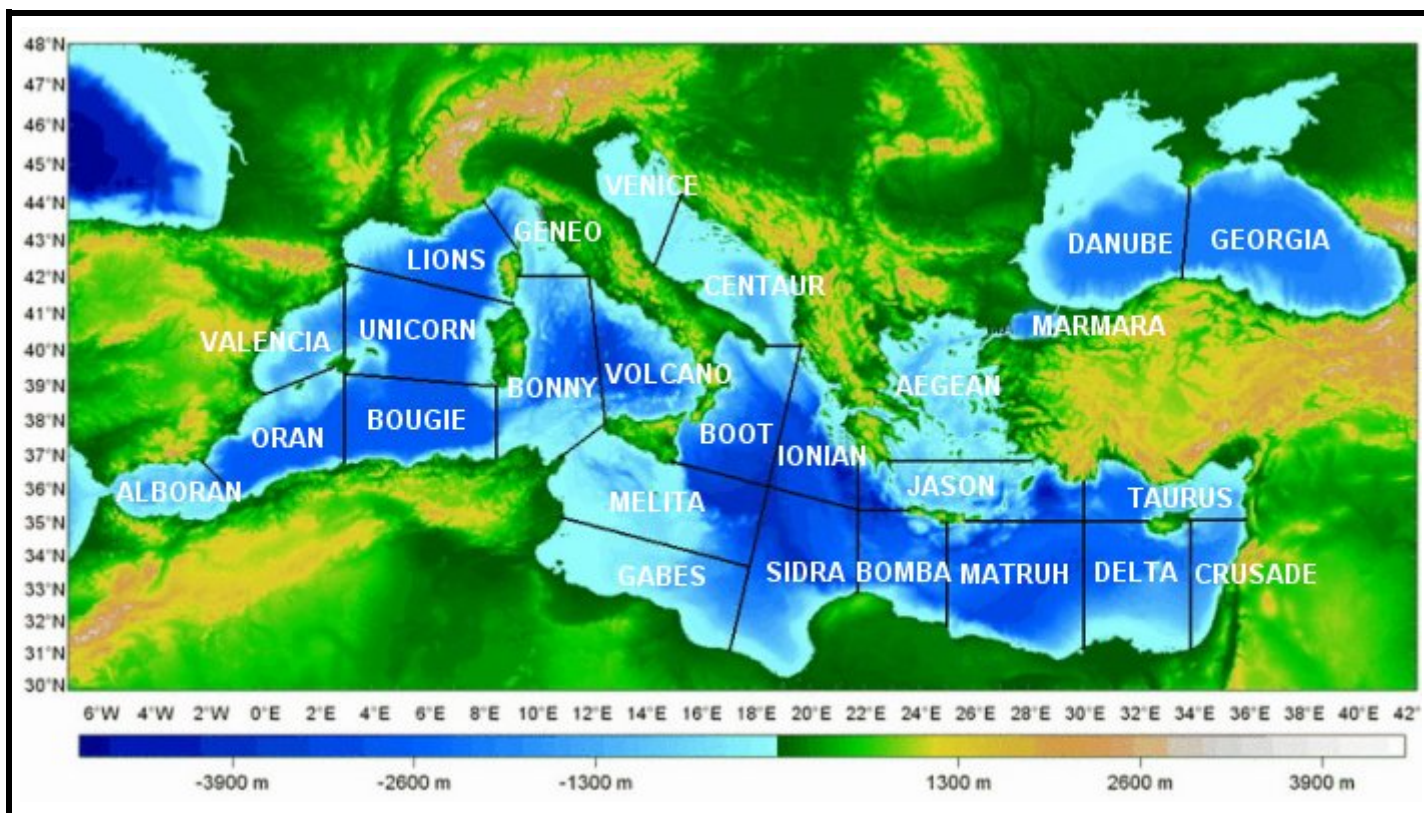 48°N
47°N
46°N
45°N
44°N
43°N
42°N
41°N
40°N
39°N
38°N
37°N
36°N
35°N
34°N
33°N
32°N
31°N
30°N
VENICE
GENEO
DANUBE
GEORGIA
LIONS
CENTAUR
VALENCIA
UNICORN
MARMARA
BONNY
VOLCANO
AEGEAN
ORAN
BOUGIE
BOOT
IONIAN
ALBORAN
MELITA
JASON
TAURUS
GABES
SIDRA
BOMBA
MATRUH
DELTA
CRUSADE
6°W 4°W 2°W 0°E 2°E 4°E 6°E 8°E 10°E 12°E 14°E 16°E 18°E 20°E 22°E 24°E 26°E 28°E 30°E 32°E 34°E 36°E 38°E 40°E 42°
-3900 m -2600 m -1300 m 1300 m 2600 m 3900 m